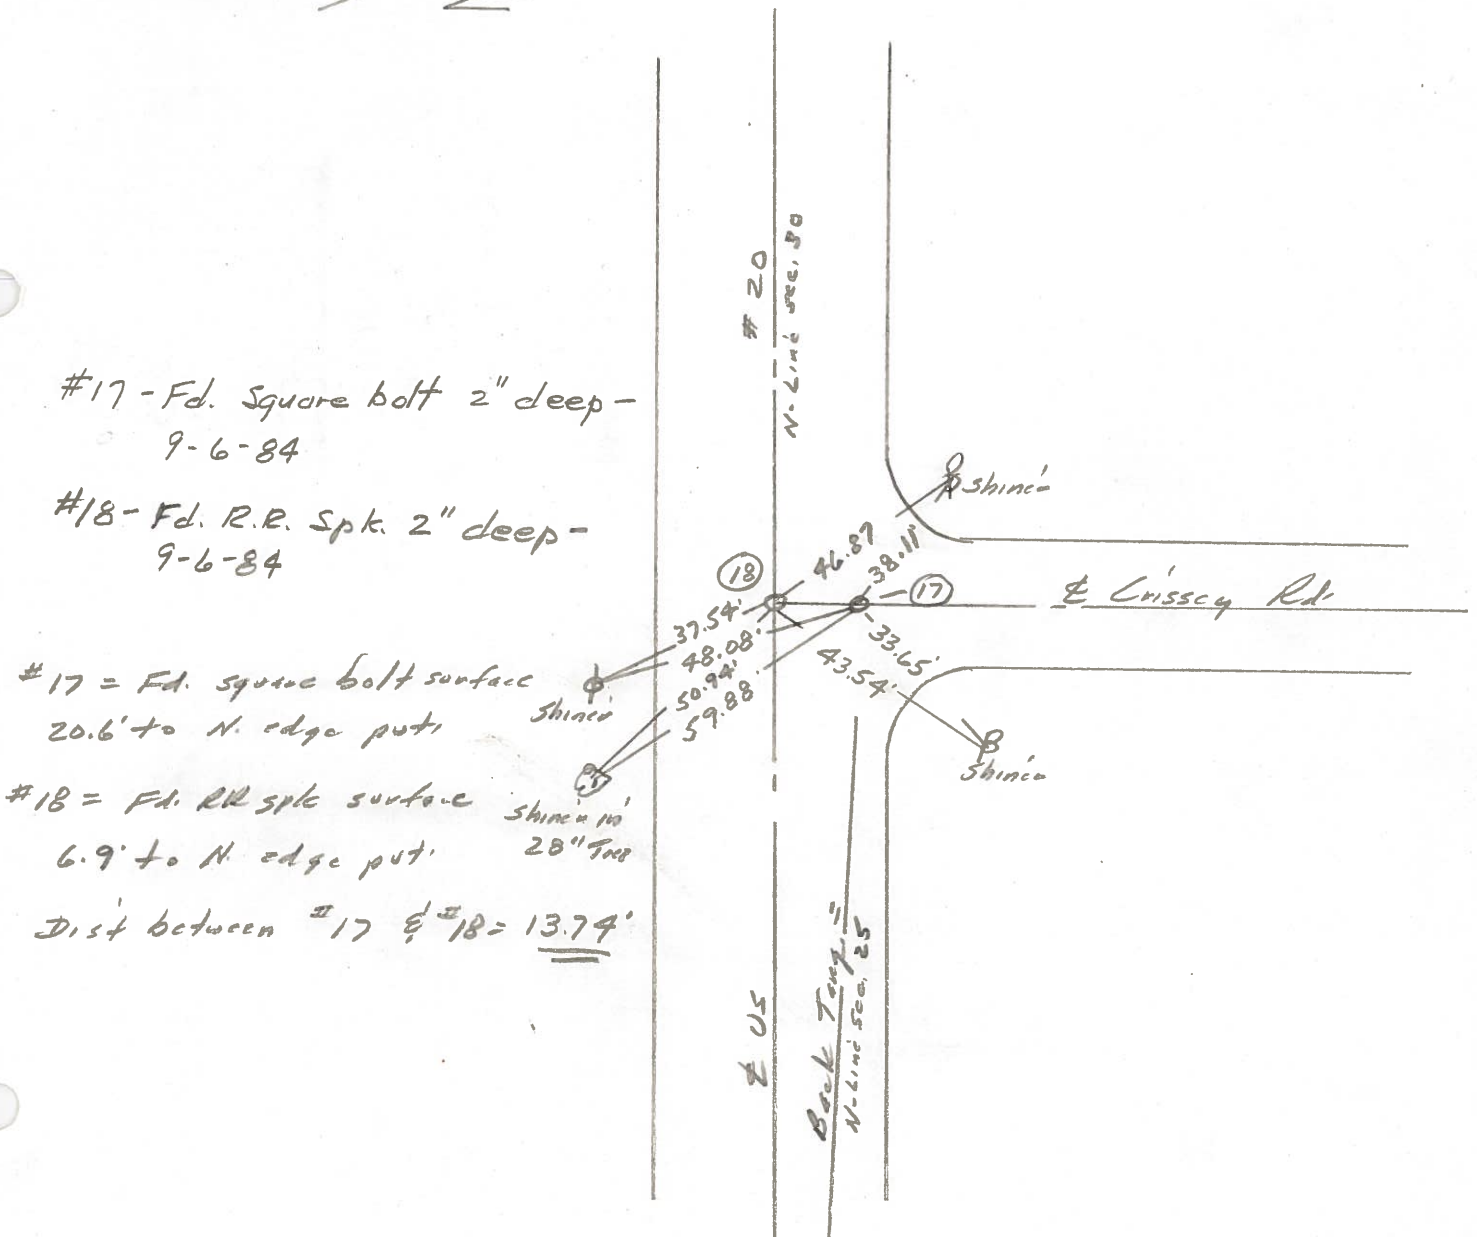 #17 - Fd. Square bolt 2" deep -
9-6-84
#18 - Fd. R.R. Spk. 2" deep -
9-6-84
#17 = Fd. square bolt surface
20.6' to N. edge pvt.
#18 = Fd. RR spk surface
6.9' to N. edge pvt.
Dist between #17 & #18 = 13.74'
# 20
N-Line sec. 30
Shiner
46.87
38.11'
18
17
℄ Crissey Rd.
37.54'
48.08'
50.94'
59.88
33.65'
43.54'
Shiner
Shiner in
28" Tree
Shiner
℄ US
Back Tang =
N-Line sec. 25